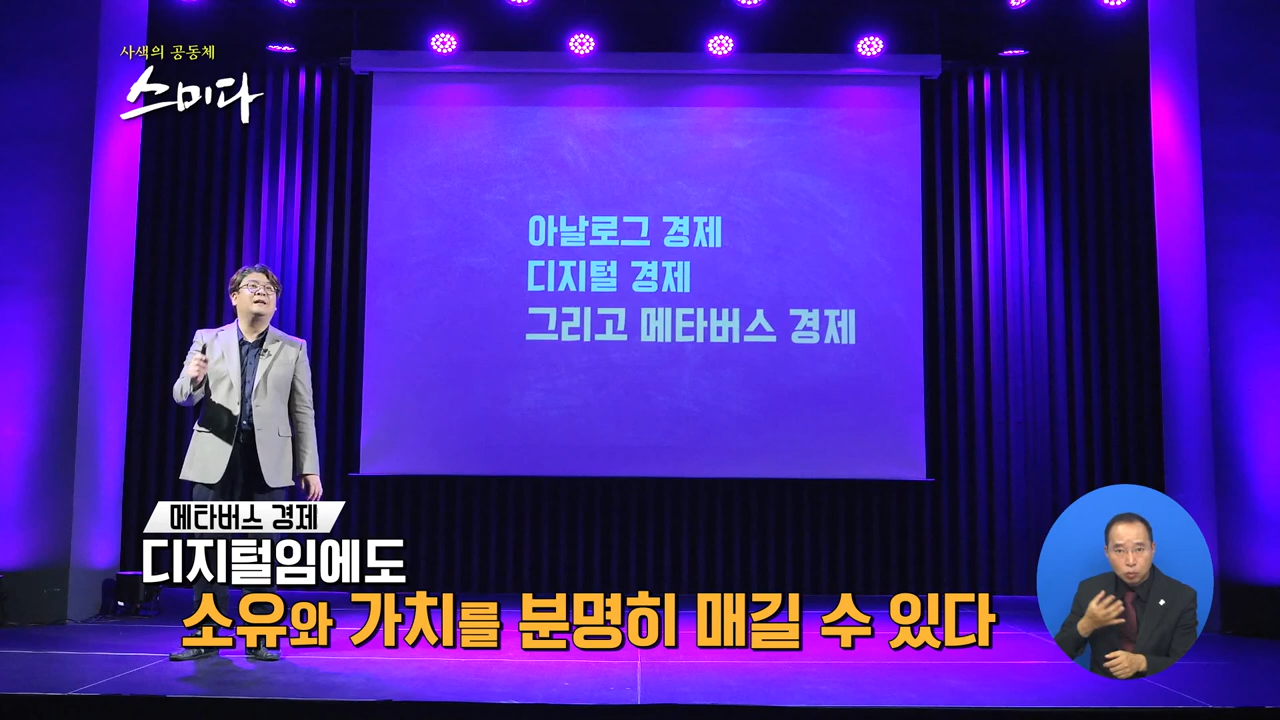 사색의 공동체
스미다
아날로그 경제
디지털 경제
그리고 메타버스 경제
메타버스 경제
디지털임에도
소유와 가치를 분명히 매길 수 있다